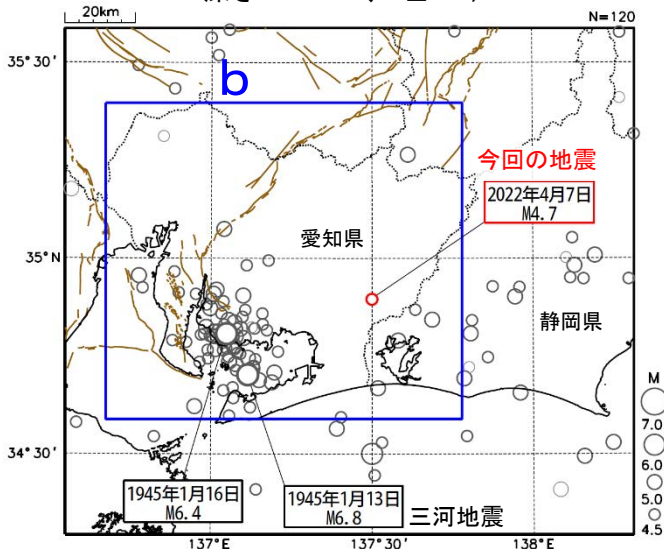 20km
N=120
35°30′
b
今回の地震
2022年4月7日
M4.7
愛知県
35°N
静岡県
M
7.0
6.0
5.0
4.5
34°30′
1945年1月16日
M6.4
1945年1月13日
M6.8
三河地震
137°E
137°30′
138°E